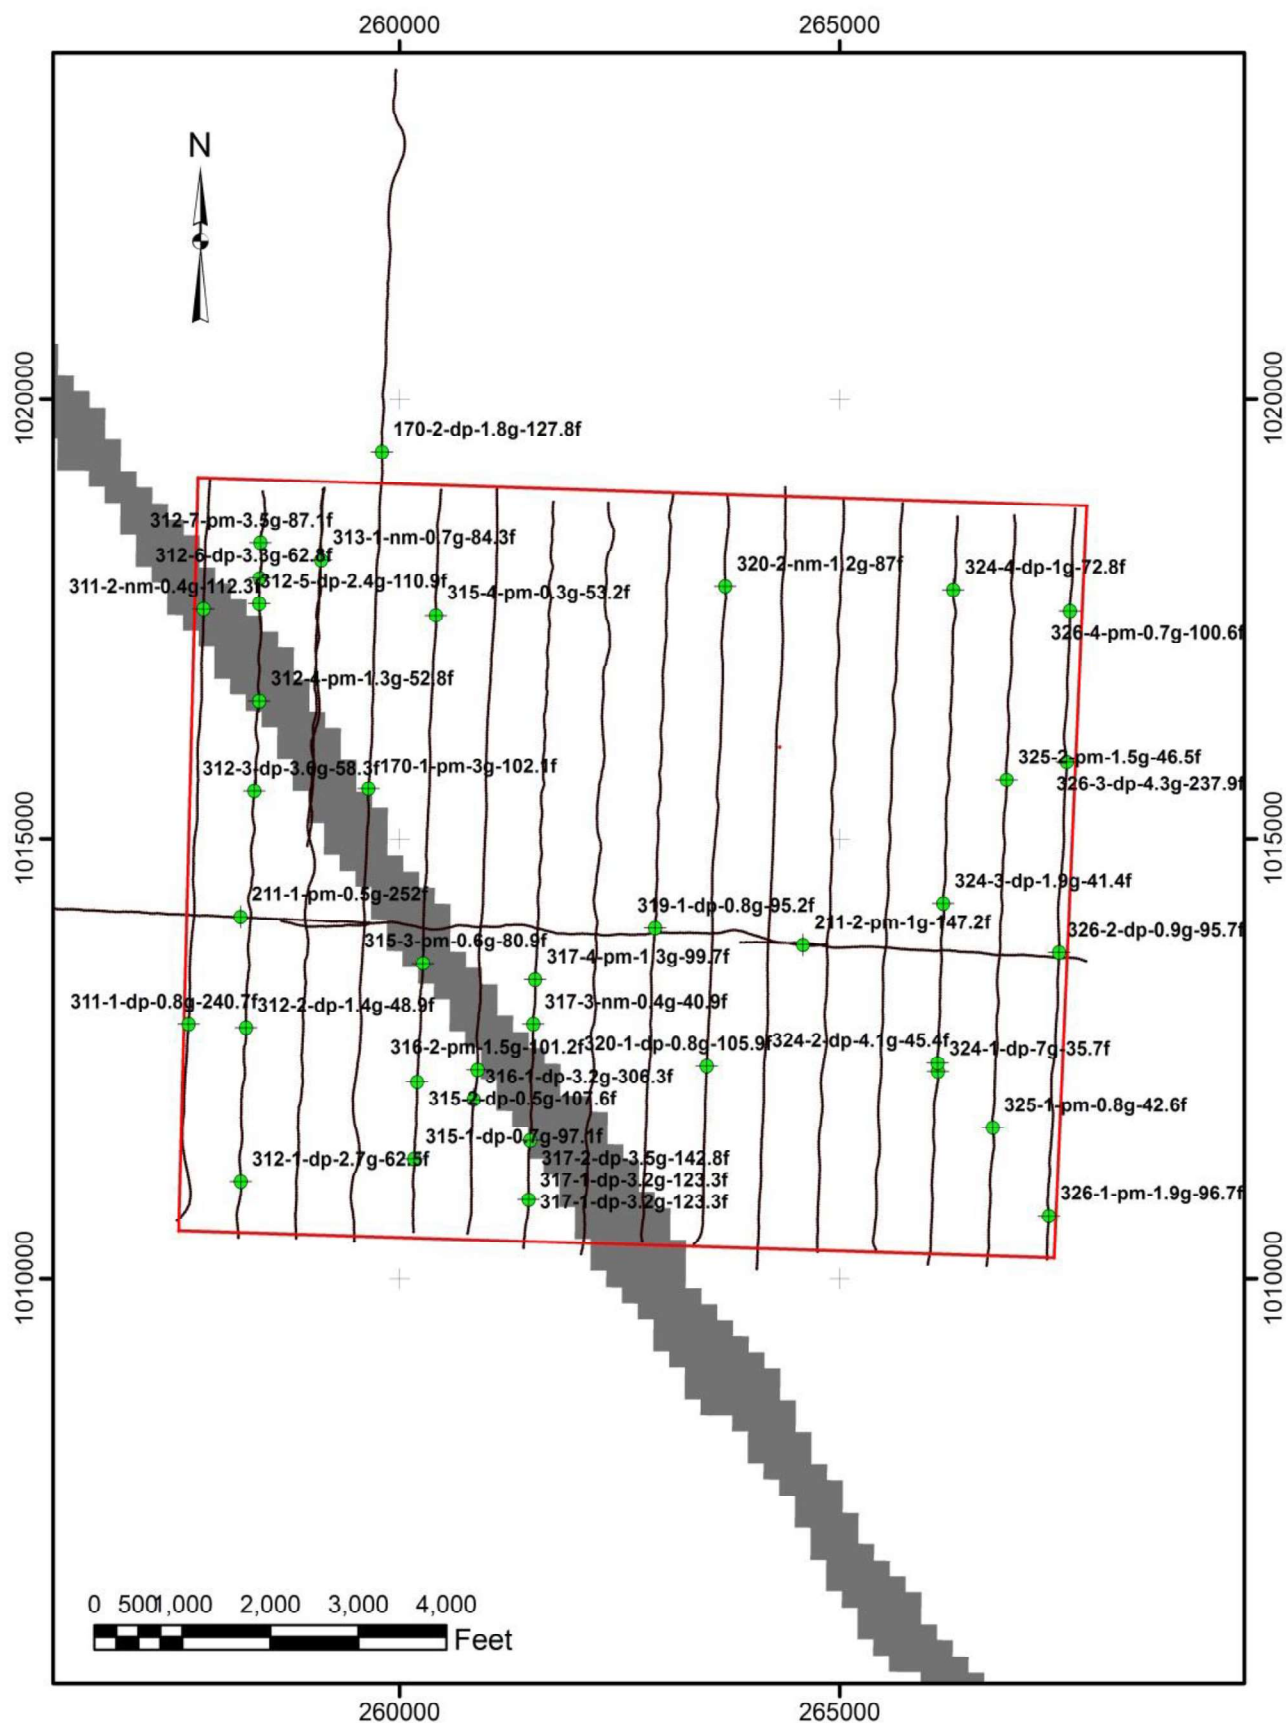 260000
265000
N
1020000
1020000
170-2-dp-1.8g-127.8f
312-7-pm-3.5g-87.1f
313-1-nm-0.7g-84.3f
312-6-dp-3.3g-62.8f
320-2-nm-1.2g-87f
324-4-dp-1g-72.8f
311-2-nm-0.4g-112.3f
312-5-dp-2.4g-110.9f
315-4-pm-0.3g-53.2f
326-4-pm-0.7g-100.6f
312-4-pm-1.3g-52.8f
325-2-pm-1.5g-46.5f
312-3-dp-3.6g-58.3f
170-1-pm-3g-102.1f
326-3-dp-4.3g-237.9f
1015000
1015000
324-3-dp-1.9g-41.4f
211-1-pm-0.5g-252f
319-1-dp-0.8g-95.2f
211-2-pm-1g-147.2f
326-2-dp-0.9g-95.7f
315-3-pm-0.6g-80.9f
317-4-pm-1.3g-99.7f
311-1-dp-0.8g-240.7f
312-2-dp-1.4g-48.9f
317-3-nm-0.4g-40.9f
316-2-pm-1.5g-101.2f
320-1-dp-0.8g-105.9f
324-2-dp-4.1g-45.4f
324-1-dp-7g-35.7f
316-1-dp-3.2g-306.3f
315-2-dp-0.5g-107.6f
325-1-pm-0.8g-42.6f
315-1-dp-0.7g-97.1f
312-1-dp-2.7g-62.5f
317-2-dp-3.5g-142.8f
317-1-dp-3.2g-123.3f
326-1-pm-1.9g-96.7f
317-1-dp-3.2g-123.3f
1010000
1010000
0 500 1,000 2,000 3,000 4,000
Feet
260000
265000